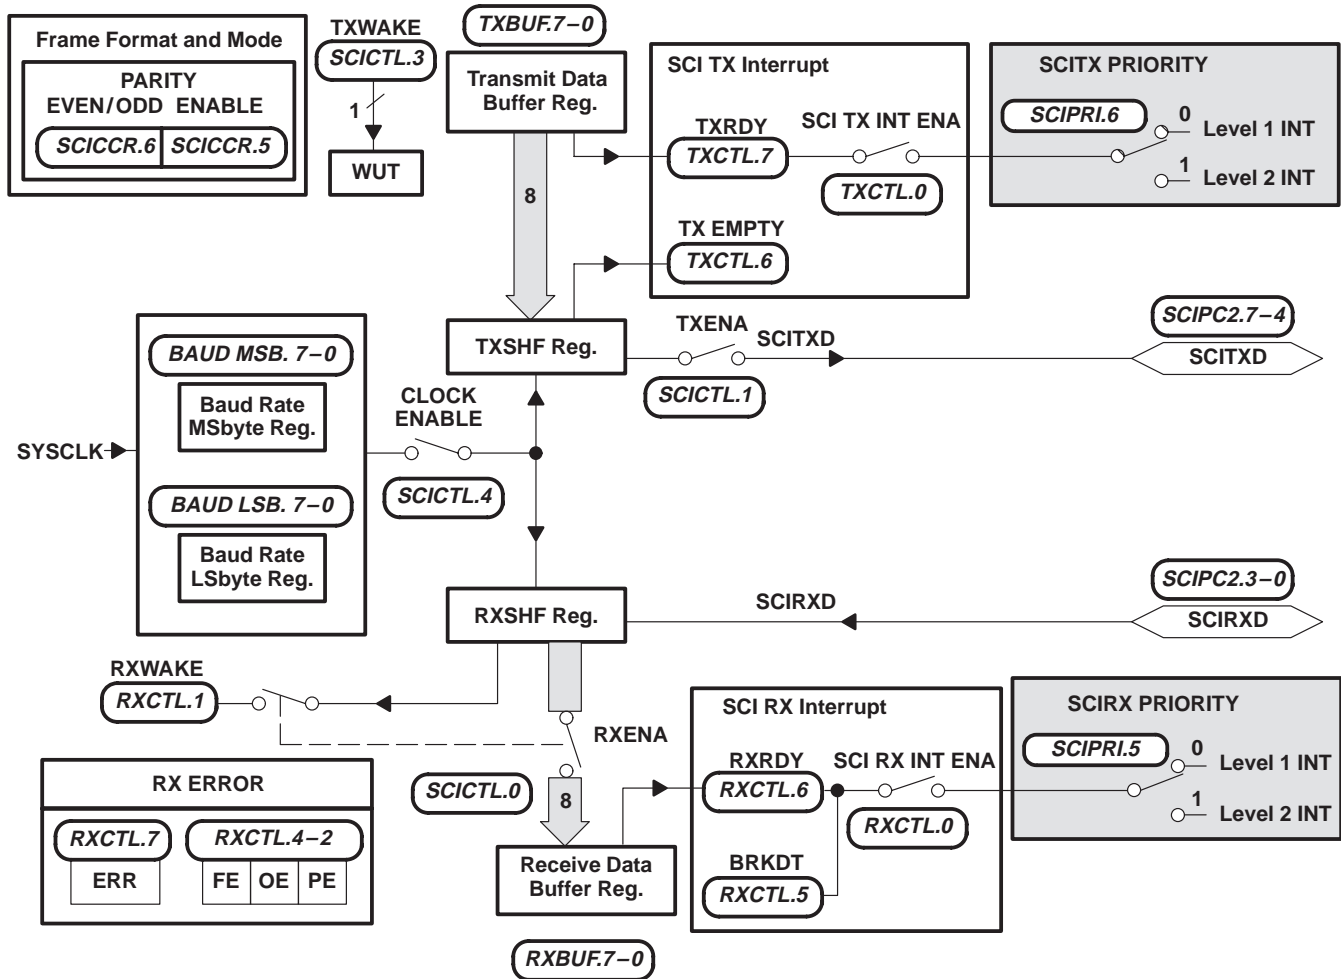 Frame Format and Mode
PARITY
EVEN/ODD ENABLE
SCICCR.6 SCICCR.5
TXWAKE
SCICTL.3
1
WUT
TXBUF.7–0
Transmit Data
Buffer Reg.
8
SCI TX Interrupt
TXRDY
TXCTL.7
SCI TX INT ENA
TXCTL.0
TX EMPTY
TXCTL.6
SCITX PRIORITY
SCIPRI.6
0
Level 1 INT
1
Level 2 INT
BAUD MSB. 7–0
Baud Rate
MSbyte Reg.
SYSCLK
BAUD LSB. 7–0
Baud Rate
LSbyte Reg.
CLOCK
ENABLE
SCICTL.4
TXSHF Reg.
TXENA
SCICTL.1
SCITXD
SCIPC2.7–4
SCITXD
RXSHF Reg.
SCIRXD
SCIPC2.3–0
SCIRXD
RXWAKE
RXCTL.1
RXENA
SCICTL.0
8
RX ERROR
RXCTL.7
RXCTL.4–2
ERR
FE OE PE
Receive Data
Buffer Reg.
RXBUF.7–0
SCI RX Interrupt
RXRDY
RXCTL.6
SCI RX INT ENA
RXCTL.0
BRKDT
RXCTL.5
SCIRX PRIORITY
SCIPRI.5
0
Level 1 INT
1
Level 2 INT